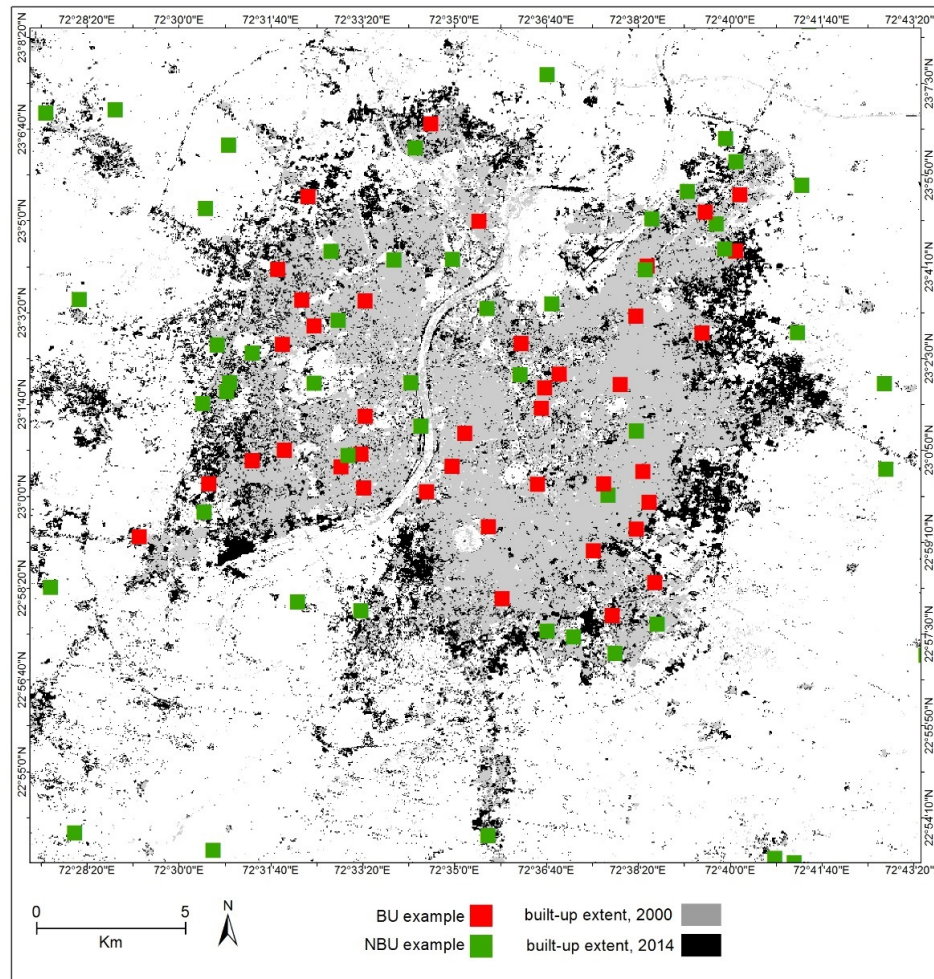 72°28'20"E 72°30'0"E 72°31'40"E 72°33'20"E 72°35'0"E 72°36'40"E 72°38'20"E 72°40'0"E 72°41'40"E 72°43'20"E
23°8'20"N
23°6'40"N
23°5'0"N
23°3'20"N
23°1'40"N
23°0'0"N
22°58'20"N
22°56'40"N
22°55'0"N
23°7'30"N
23°5'50"N
23°4'10"N
23°2'30"N
23°0'50"N
22°59'10"N
22°57'30"N
22°55'50"N
22°54'10"N
72°28'20"E 72°30'0"E 72°31'40"E 72°33'20"E 72°35'0"E 72°36'40"E 72°38'20"E 72°40'0"E 72°41'40"E 72°43'20"E
0 5
Km
N
BU example
NBU example
built-up extent, 2000
built-up extent, 2014